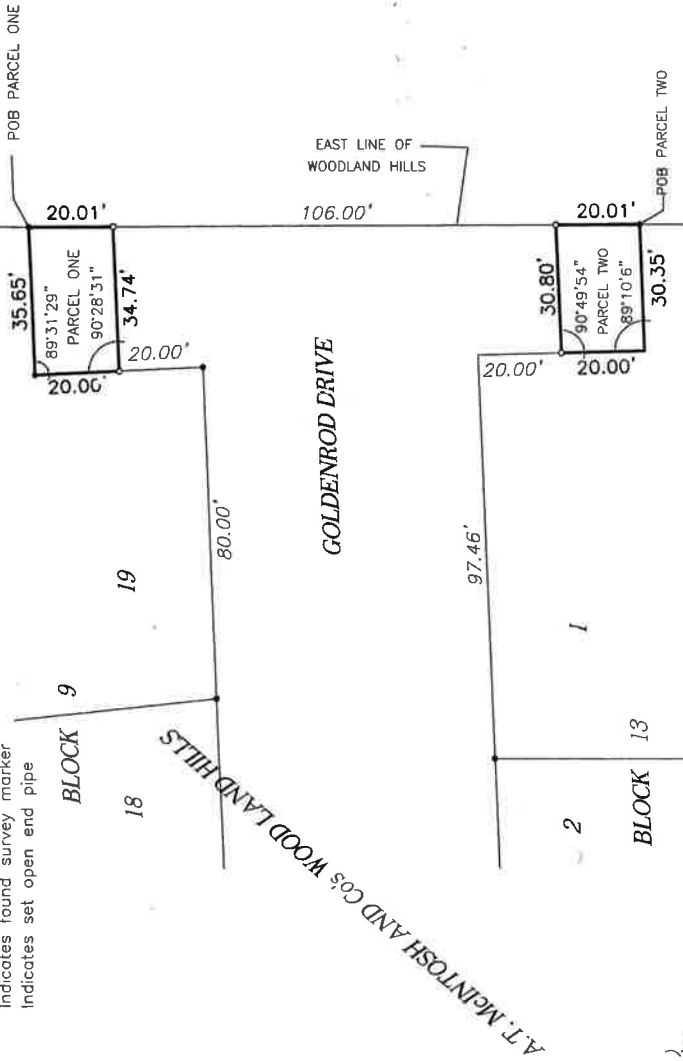 POB PARCEL ONE
Indicates found survey marker
Indicates set open end pipe
35.65'
20.01'
89°31'29"
PARCEL ONE
90°28'31"
34.74'
20.00'
20.00'
EAST LINE OF
WOODLAND HILLS
106.00'
80.00'
19
BLOCK 9
18
GOLDENROD DRIVE
30.80'
20.01'
90°49'54"
PARCEL TWO
89°10'6"
30.35'
20.00'
20.00'
POB PARCEL TWO
97.46'
1
2
BLOCK 13
A.T. McINTOSH AND Co's WOOD LAND HILLS